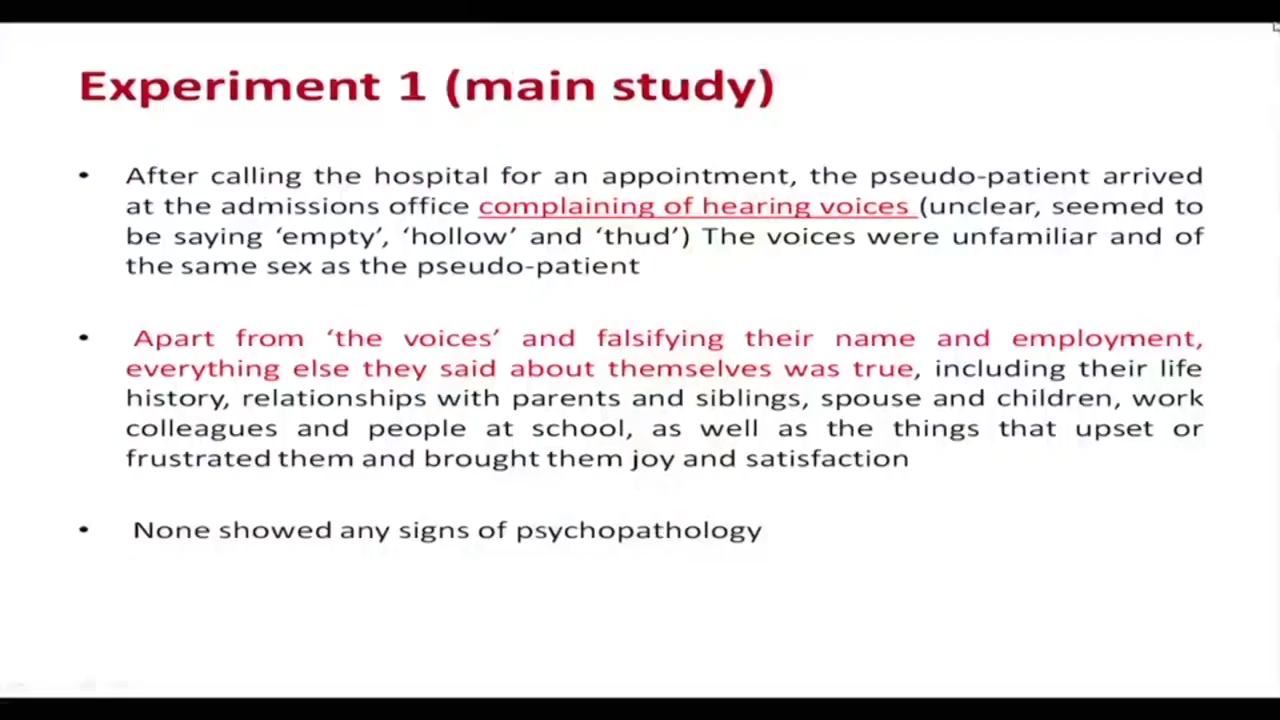 Experiment 1 (main study)
• After calling the hospital for an appointment, the pseudo-patient arrived
at the admissions office complaining of hearing voices (unclear, seemed to
be saying ‘empty’, ‘hollow’ and ‘thud’) The voices were unfamiliar and of
the same sex as the pseudo-patient
• Apart from ‘the voices’ and falsifying their name and employment,
everything else they said about themselves was true, including their life
history, relationships with parents and siblings, spouse and children, work
colleagues and people at school, as well as the things that upset or
frustrated them and brought them joy and satisfaction
• None showed any signs of psychopathology